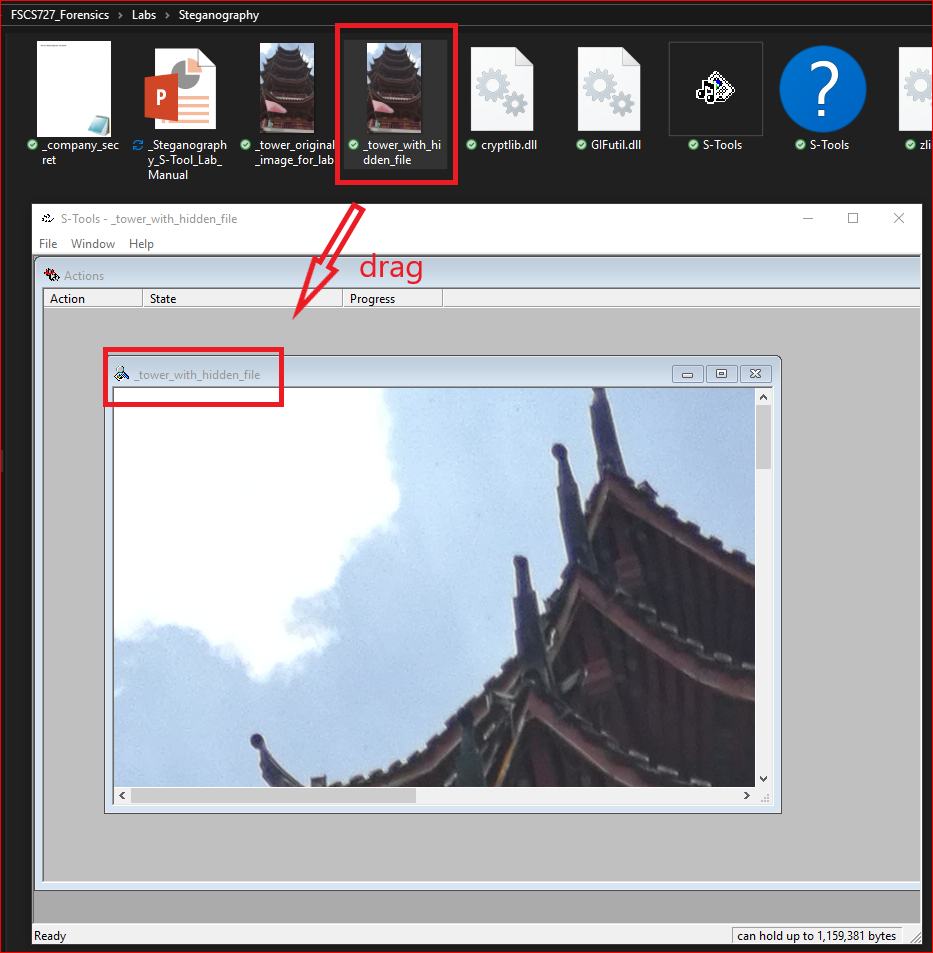 FSCS727_Forensics > Labs > Steganography
_company_sec
ret
_Steganograph
y_S-Tool_Lab_
Manual
_tower_original
_image_for_lab
_tower_with_hi
dden_file
cryptlib.dll
GIFutil.dll
S-Tools
S-Tools
zli
S-Tools - _tower_with_hidden_file
File Window Help
drag
Actions
Action State Progress
_tower_with_hidden_file
Ready can hold up to 1,159,381 bytes